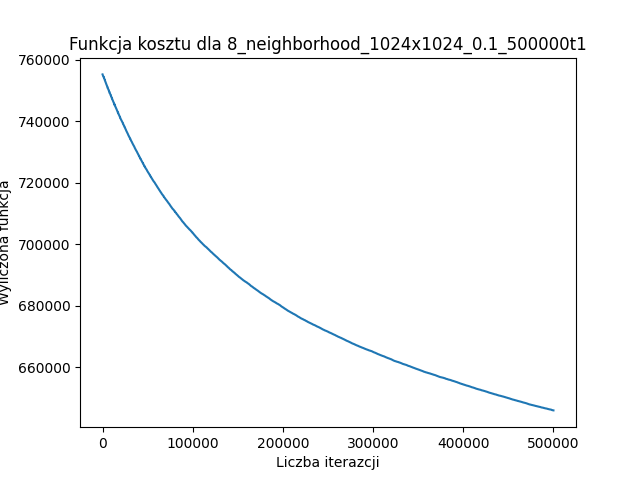 Funkcja kosztu dla 8_neighborhood_1024x1024_0.1_500000t1
760000
740000
720000
700000
680000
660000
Wyliczona funkcja
0 100000 200000 300000 400000 500000
Liczba iterazcji